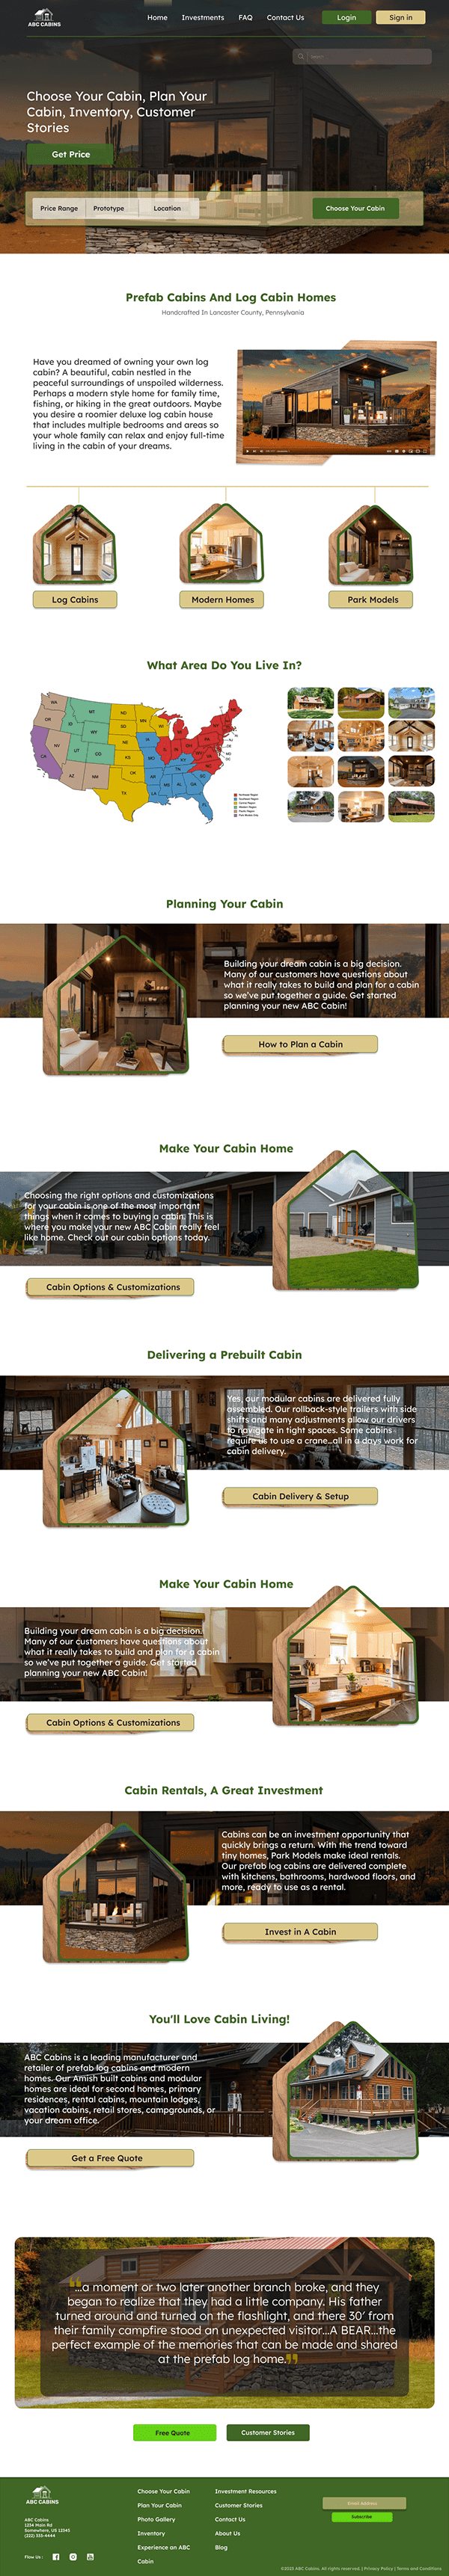 ABC CABINS
Home
Investments
FAQ
Contact Us
Login
Sign in
Search
Choose Your Cabin, Plan Your
Cabin, Inventory, Customer
Stories
Get Price
Price Range
Prototype
Location
Choose Your Cabin
Prefab Cabins And Log Cabin Homes
Handcrafted In Lancaster County, Pennsylvania
Have you dreamed of owning your own log
cabin? A beautiful, cabin nestled in the
peaceful surroundings of unspoiled wilderness.
Perhaps a modern style home for family time,
fishing, or hiking in the great outdoors. Maybe
you desire a roomier deluxe log cabin house
that includes multiple bedrooms and areas so
your whole family can relax and enjoy full-time
living in the cabin of your dreams.
Log Cabins
Modern Homes
Park Models
What Area Do You Live In?
WA
MT
ND
MN
OR
ID
SD
WI
WY
NE
IA
NV
UT
CO
KS
MO
CA
KY
AZ
NM
OK
AR
TN
SC
TX
LA
MS
AL
GA
FL
Planning Your Cabin
Building your dream cabin is a big decision.
Many of our customers have questions about
what it really takes to build and plan for a cabin
so we've put together a guide. Get started
planning your new ABC Cabin!
How to Plan a Cabin
Make Your Cabin Home
Choosing the right options and customizations
for your cabin is one of the most important
things when it comes to buying a cabin. This is
where you make your new ABC Cabin really feel
like home. Check out our cabin options today.
Cabin Options & Customizations
Delivering a Prebuilt Cabin
Yes, our modular cabins are delivered fully
assembled. Our rollback-style trailers with side
shifts and many adjustments allow our drivers
to navigate in tight spaces. Some cabins
require us to use a crane...all in a days work for
cabin delivery.
Cabin Delivery & Setup
Make Your Cabin Home
Building your dream cabin is a big decision.
Many of our customers have questions about
what it really takes to build and plan for a cabin
so we've put together a guide. Get started
planning your new ABC Cabin!
Cabin Options & Customizations
Cabin Rentals, A Great Investment
Cabins can be an investment opportunity that
quickly brings a return. With the trend toward
tiny homes, Park Models make ideal rentals.
Our prefab log cabins are delivered complete
with kitchens, bathrooms, hardwood floors, and
more, ready to use as a rental.
Invest in A Cabin
You'll Love Cabin Living!
ABC Cabins is a leading manufacturer and
retailer of prefab log cabins and modern
homes. Our Amish built cabins and modular
homes are ideal for second homes, primary
residences, rental cabins, mountain lodges,
vacation cabins, retail stores, campgrounds, or
your dream office.
Get a Free Quote
"...a moment or two later another branch broke, and they
began to realize that they had a little company. His father
turned around and turned on the flashlight, and there 30' from
their family campfire stood an unexpected visitor...A BEAR...the
perfect example of the memories that can be made and shared
at the prefab log home."
Free Quote
Customer Stories
ABC CABINS
ABC Cabins
1234 Main Rd
Somewhere, US 12345
(222) 333-4444
Flow Us :
Choose Your Cabin
Plan Your Cabin
Photo Gallery
Inventory
Experience an ABC
Cabin
Investment Resources
Customer Stories
Contact Us
About Us
Blog
Email Address
Subscribe
©2025 ABC Cabins. All rights reserved. | Privacy Policy | Terms and Conditions